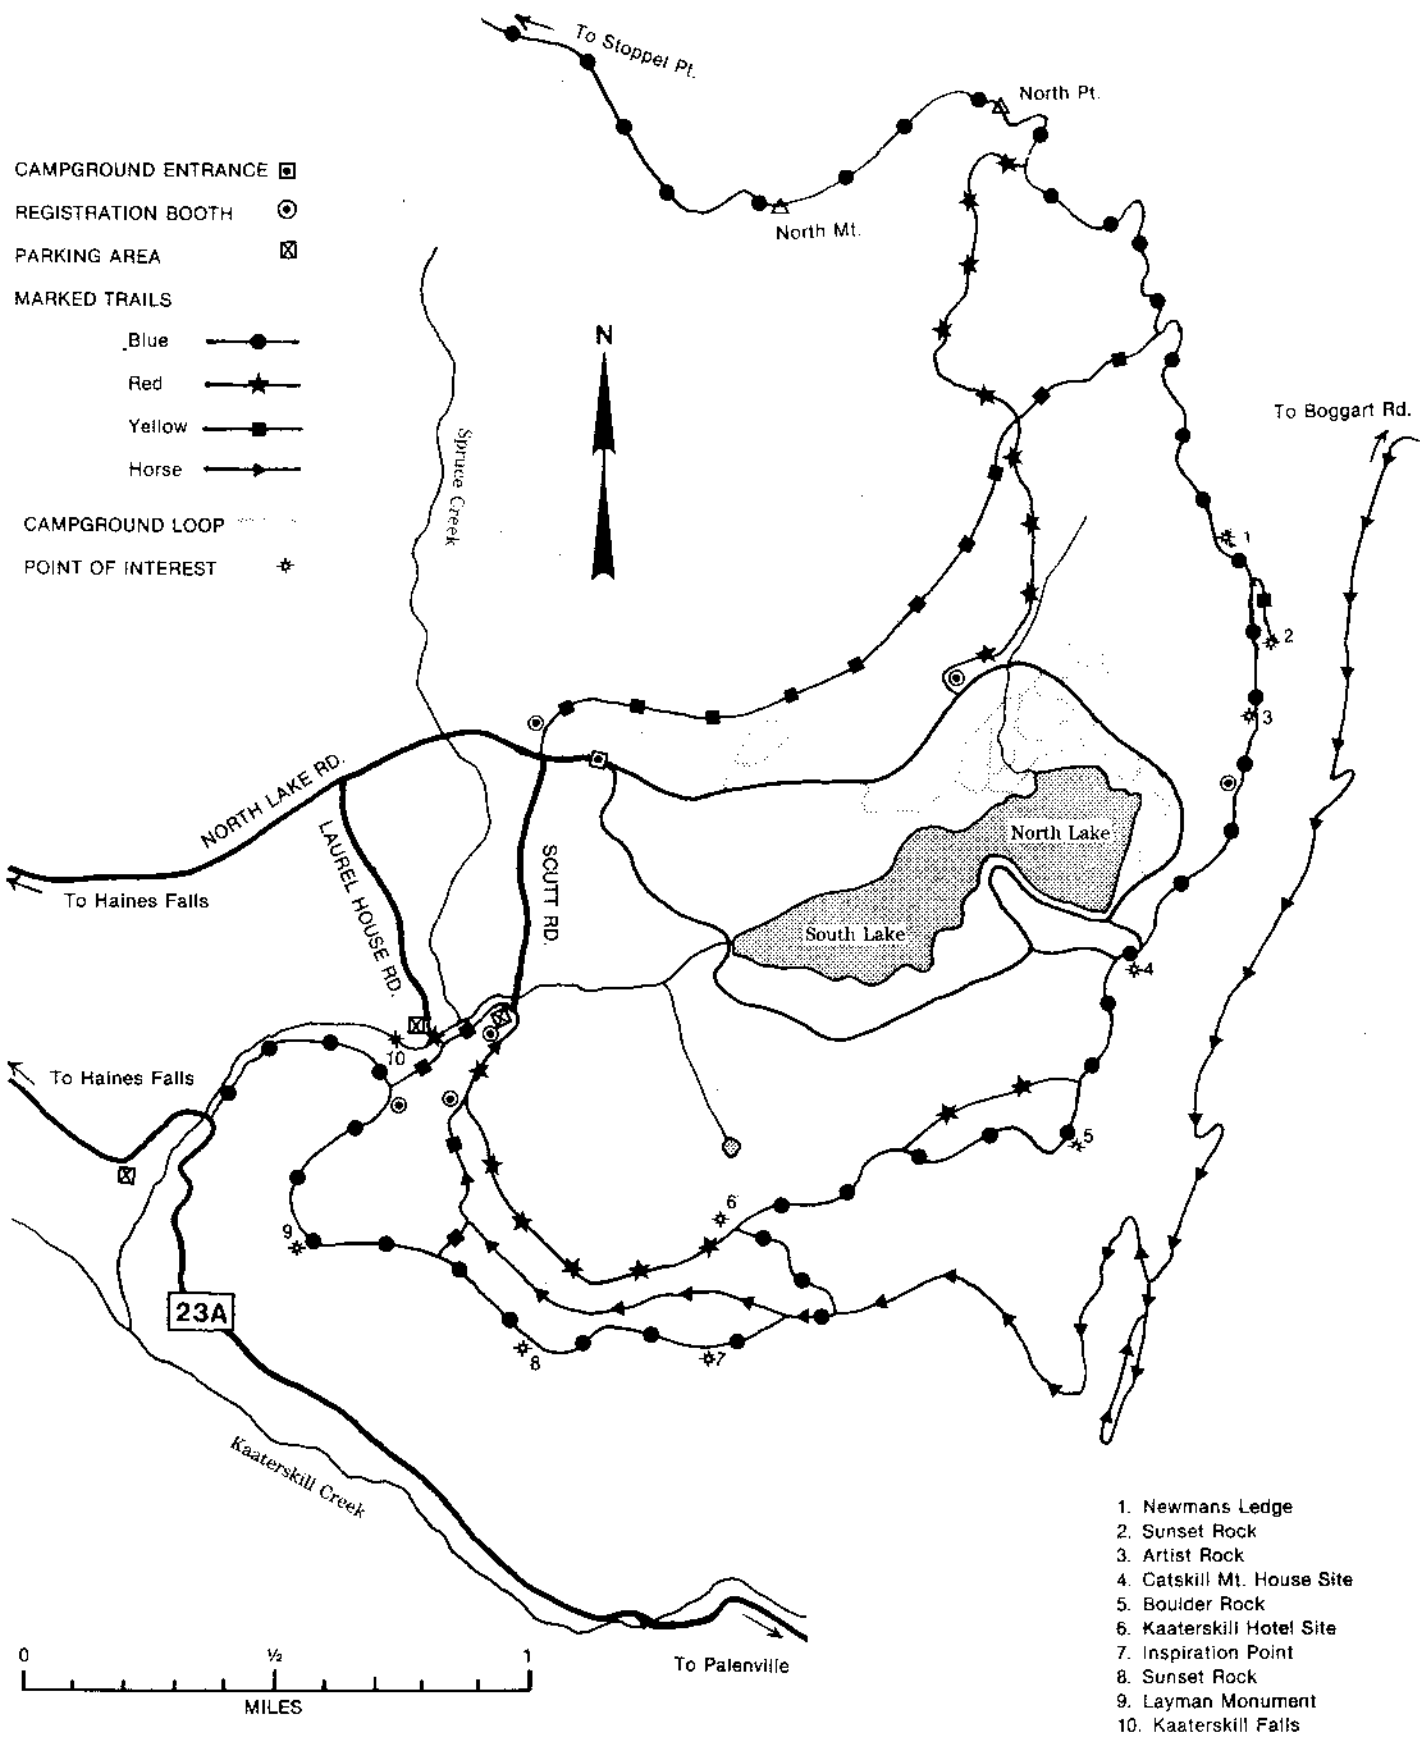 To Stoppel Pt.
North Pt.
North Mt.
CAMPGROUND ENTRANCE
REGISTRATION BOOTH
PARKING AREA
MARKED TRAILS
Blue
Red
Yellow
Horse
CAMPGROUND LOOP
POINT OF INTEREST
N
Spruce Creek
To Boggart Rd.
1
2
3
NORTH LAKE RD.
LAUREL HOUSE RD.
SCUTT RD.
North Lake
South Lake
To Haines Falls
4
10
To Haines Falls
5
6
9
23A
8
7
Kaaterskill Creek
To Palenville
0 ½ 1
MILES
1. Newmans Ledge
2. Sunset Rock
3. Artist Rock
4. Catskill Mt. House Site
5. Boulder Rock
6. Kaaterskill Hotel Site
7. Inspiration Point
8. Sunset Rock
9. Layman Monument
10. Kaaterskill Falls